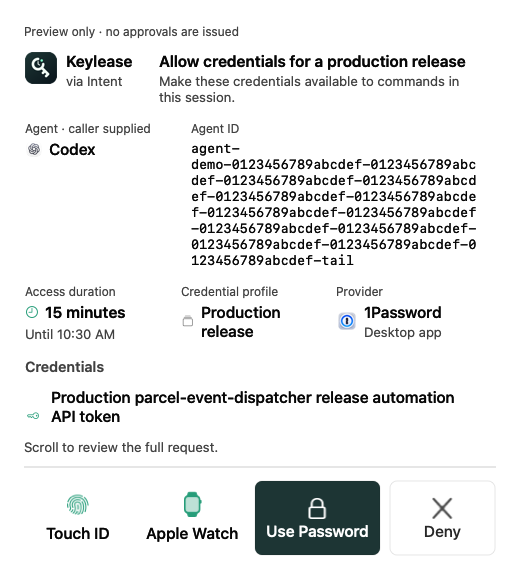 Preview only · no approvals are issued
Keylease
via Intent
Allow credentials for a production release
Make these credentials available to commands in
this session.
Agent · caller supplied
Codex
Agent ID
agent-
demo-0123456789abcdef-0123456789abc
def-0123456789abcdef-0123456789abcd
ef-0123456789abcdef-0123456789abcde
f-0123456789abcdef-0123456789abcdef
-0123456789abcdef-0123456789abcdef-
0123456789abcdef-0123456789abcdef-0
123456789abcdef-tail
Access duration
15 minutes
Until 10:30 AM
Credential profile
Production
release
Provider
1Password
Desktop app
Credentials
Production parcel-event-dispatcher release automation
API token
Scroll to review the full request.
Touch ID
Apple Watch
Use Password
Deny